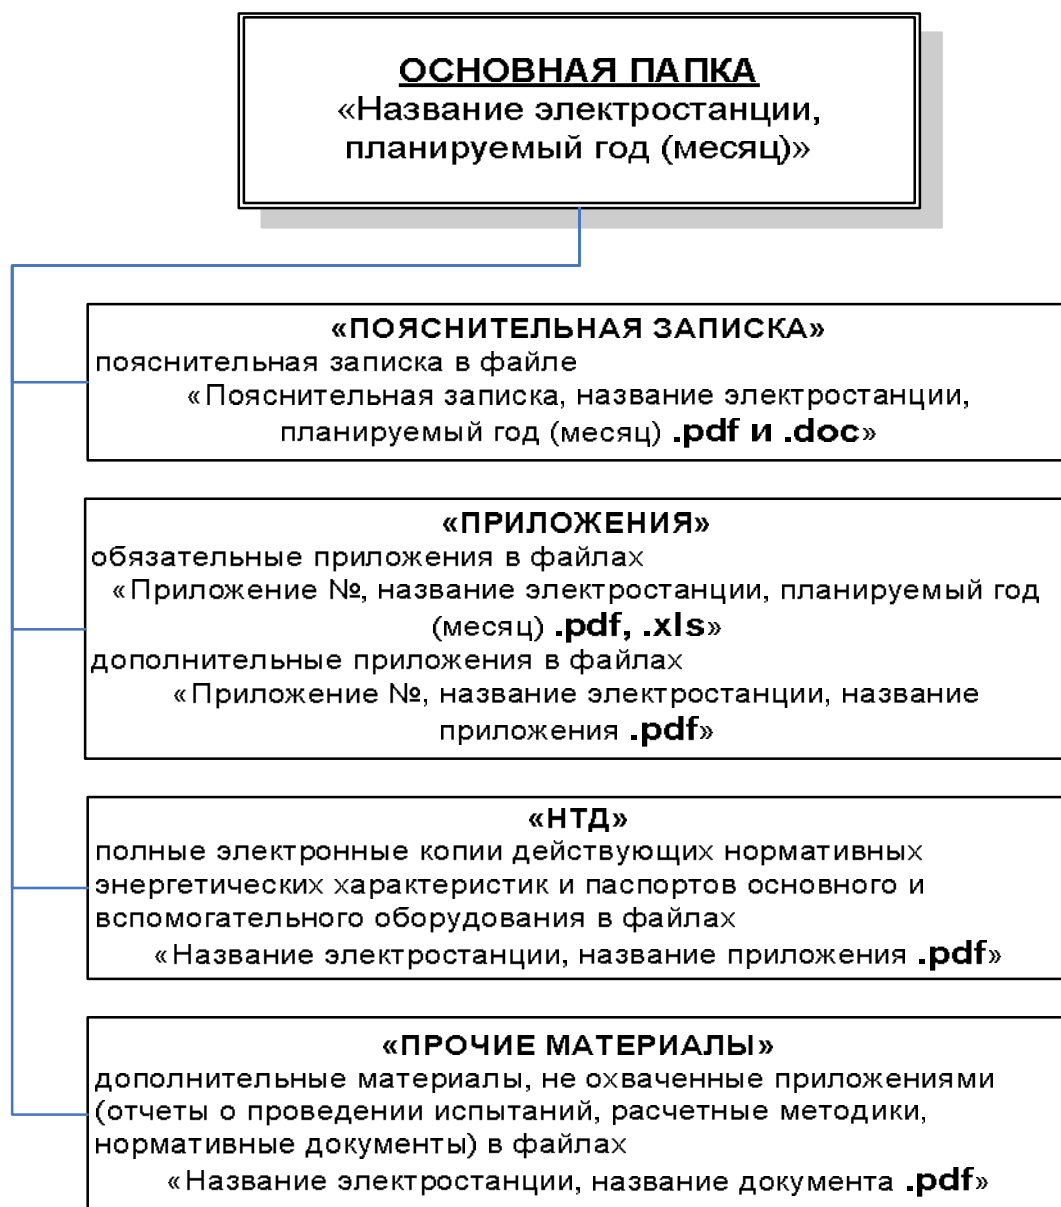 ОСНОВНАЯ ПАПКА
«Название электростанции,
планируемый год (месяц)»
«ПОЯСНИТЕЛЬНАЯ ЗАПИСКА»
пояснительная записка в файле
«Пояснительная записка, название электростанции,
планируемый год (месяц) .pdf и .doc»
«ПРИЛОЖЕНИЯ»
обязательные приложения в файлах
«Приложение №, название электростанции, планируемый год
(месяц) .pdf, .xls»
дополнительные приложения в файлах
«Приложение №, название электростанции, название
приложения .pdf»
«НТД»
полные электронные копии действующих нормативных
энергетических характеристик и паспортов основного и
вспомогательного оборудования в файлах
«Название электростанции, название приложения .pdf»
«ПРОЧИЕ МАТЕРИАЛЫ»
дополнительные материалы, не охваченные приложениями
(отчеты о проведении испытаний, расчетные методики,
нормативные документы) в файлах
«Название электростанции, название документа .pdf»